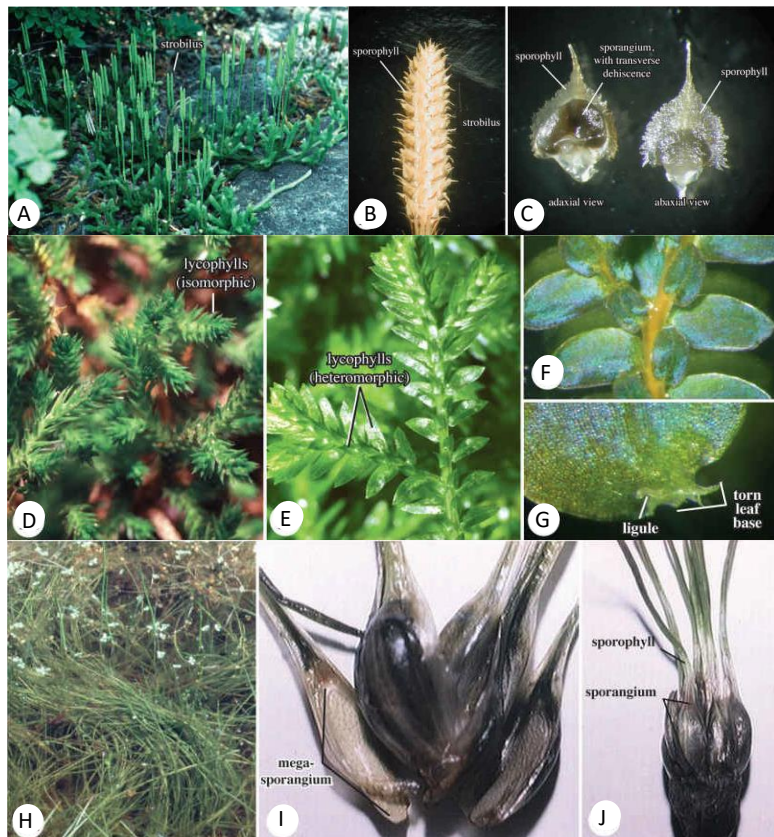 strobilus
A
sporophyll
strobilus
B
sporophyll
sporangium,
with transverse
dehiscence
sporophyll
adaxial view
abaxial view
C
lycophylls
(isomorphic)
D
lycophylls
(heteromorphic)
E
F
G
ligule
torn
leaf
base
H
mega-
sporangium
I
sporophyll
sporangium
J